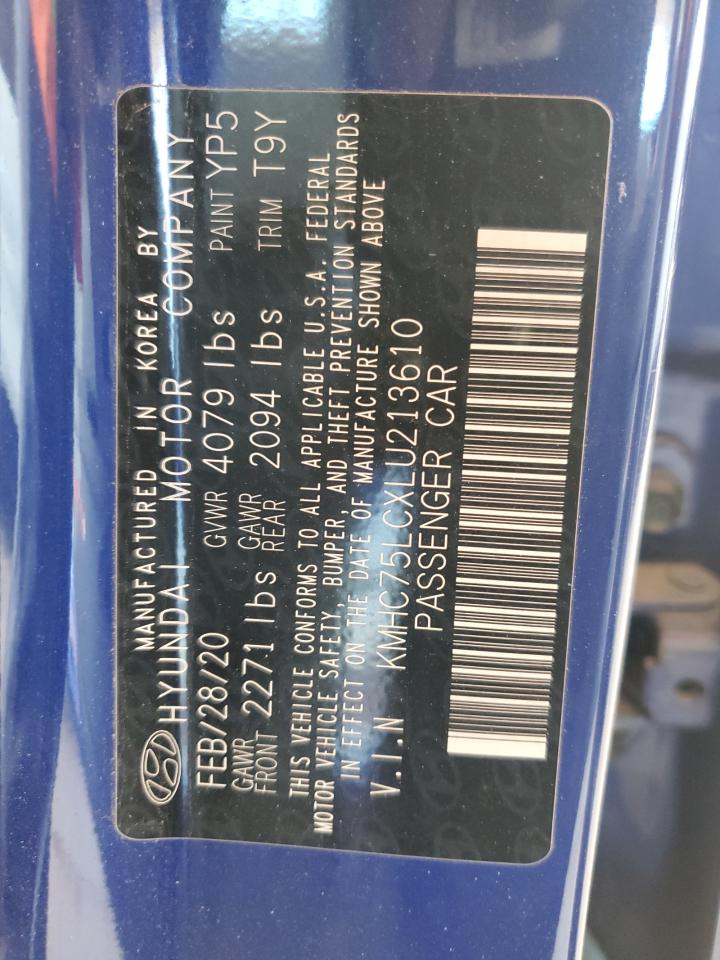 MANUFACTURED IN KOREA BY
HYUNDAI MOTOR COMPANY
FEB/28/20 GVWR 4079 lbs PAINT YP5
GAWR FRONT 2271 lbs GAWR REAR 2094 lbs TRIM T9Y
THIS VEHICLE CONFORMS TO ALL APPLICABLE U.S.A. FEDERAL
MOTOR VEHICLE SAFETY, BUMPER, AND THEFT PREVENTION STANDARDS
IN EFFECT ON THE DATE OF MANUFACTURE SHOWN ABOVE
V.I.N KMHC75LCXLU213610
PASSENGER CAR